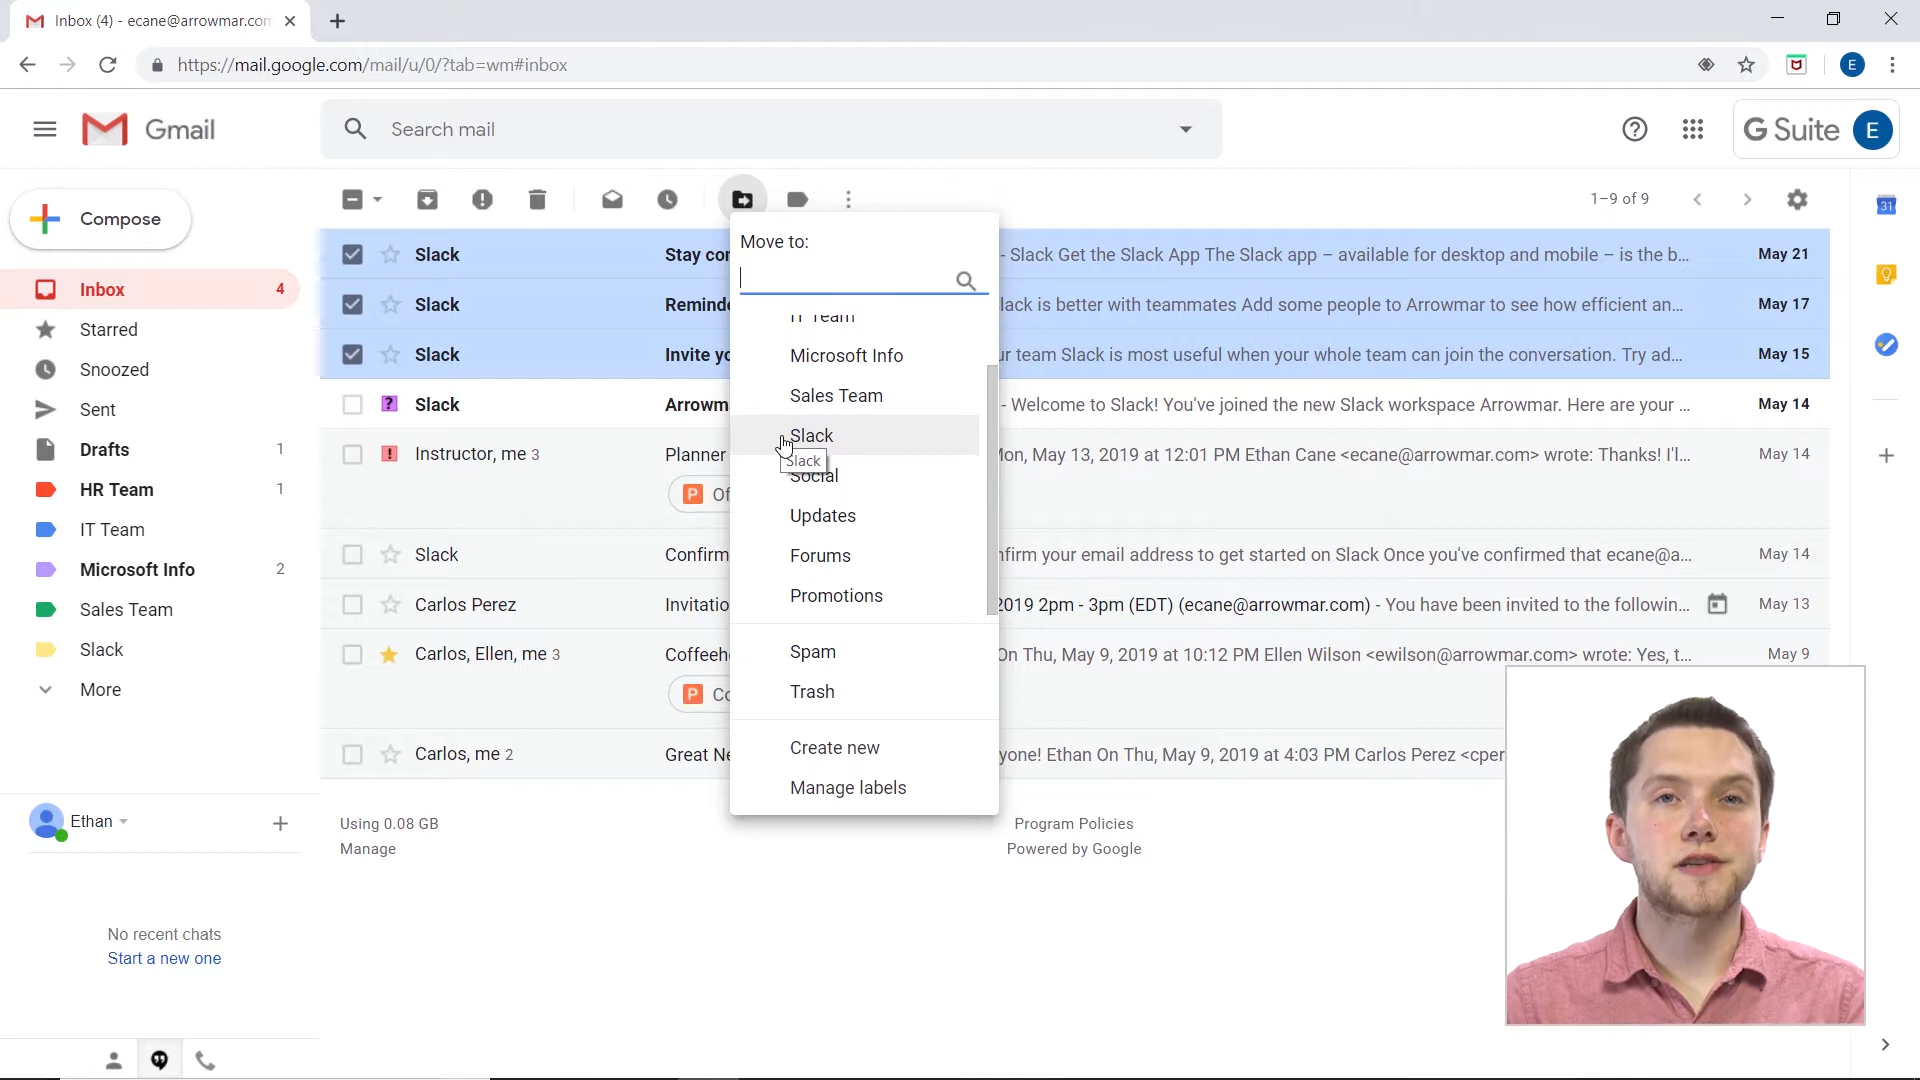 Inbox (4) - ecane@arrowmar.com
https://mail.google.com/mail/u/0/?tab=wm#inbox
E
Gmail
Search mail
G Suite
E
Compose
1–9 of 9
31
Inbox 4
Starred
Snoozed
Sent
Drafts 1
HR Team 1
IT Team
Microsoft Info 2
Sales Team
Slack
More
Slack Stay - Slack Get the Slack App The Slack app – available for desktop and mobile – is the b... May 21
Slack is better with teammates Add some people to Arrowmar to see how efficient an... May 17
Slack Invite team Slack is most useful when your whole team can join the conversation. Try ad... May 15
? Slack - Welcome to Slack! You've joined the new Slack workspace Arrowmar. Here are your ... May 14
! Instructor, me 3 Planner Mon, May 13, 2019 at 12:01 PM Ethan Cane <ecane@arrowmar.com> wrote: Thanks! I'l... May 14
P
Slack your email address to get started on Slack Once you've confirmed that ecane@a... May 14
Carlos Perez 2019 2pm - 3pm (EDT) (ecane@arrowmar.com) - You have been invited to the followin... May 13
Carlos, Ellen, me 3 On Thu, May 9, 2019 at 10:12 PM Ellen Wilson <ewilson@arrowmar.com> wrote: Yes, t... May 9
P
Carlos, me 2 Great Ethan On Thu, May 9, 2019 at 4:03 PM Carlos Perez
Move to:
IT Team
Microsoft Info
Sales Team
Slack
Slack
Social
Updates
Forums
Promotions
Spam
Trash
Create new
Manage labels
Ethan
Using 0.08 GB
Manage
Program Policies
Powered by Google
No recent chats
Start a new one